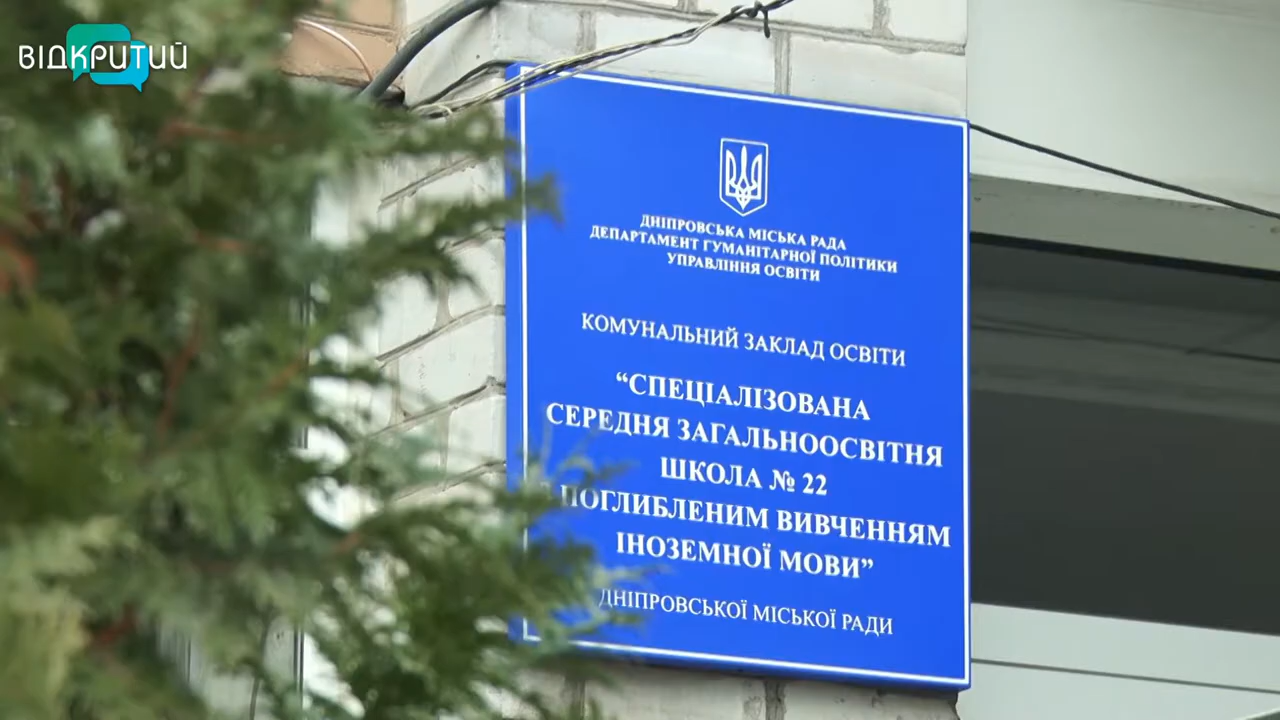 ВІДКРИТИЙ
ДНІПРОВСЬКА МІСЬКА РАДА
ДЕПАРТАМЕНТ ГУМАНІТАРНОЇ ПОЛІТИКИ
УПРАВЛІННЯ ОСВІТИ
КОМУНАЛЬНИЙ ЗАКЛАД ОСВІТИ
“СПЕЦІАЛІЗОВАНА
СЕРЕДНЯ ЗАГАЛЬНООСВІТНЯ
ШКОЛА № 22
ПОГЛИБЛЕНИМ ВИВЧЕННЯМ
ІНОЗЕМНОЇ МОВИ”
ДНІПРОВСЬКОЇ МІСЬКОЇ РАДИ